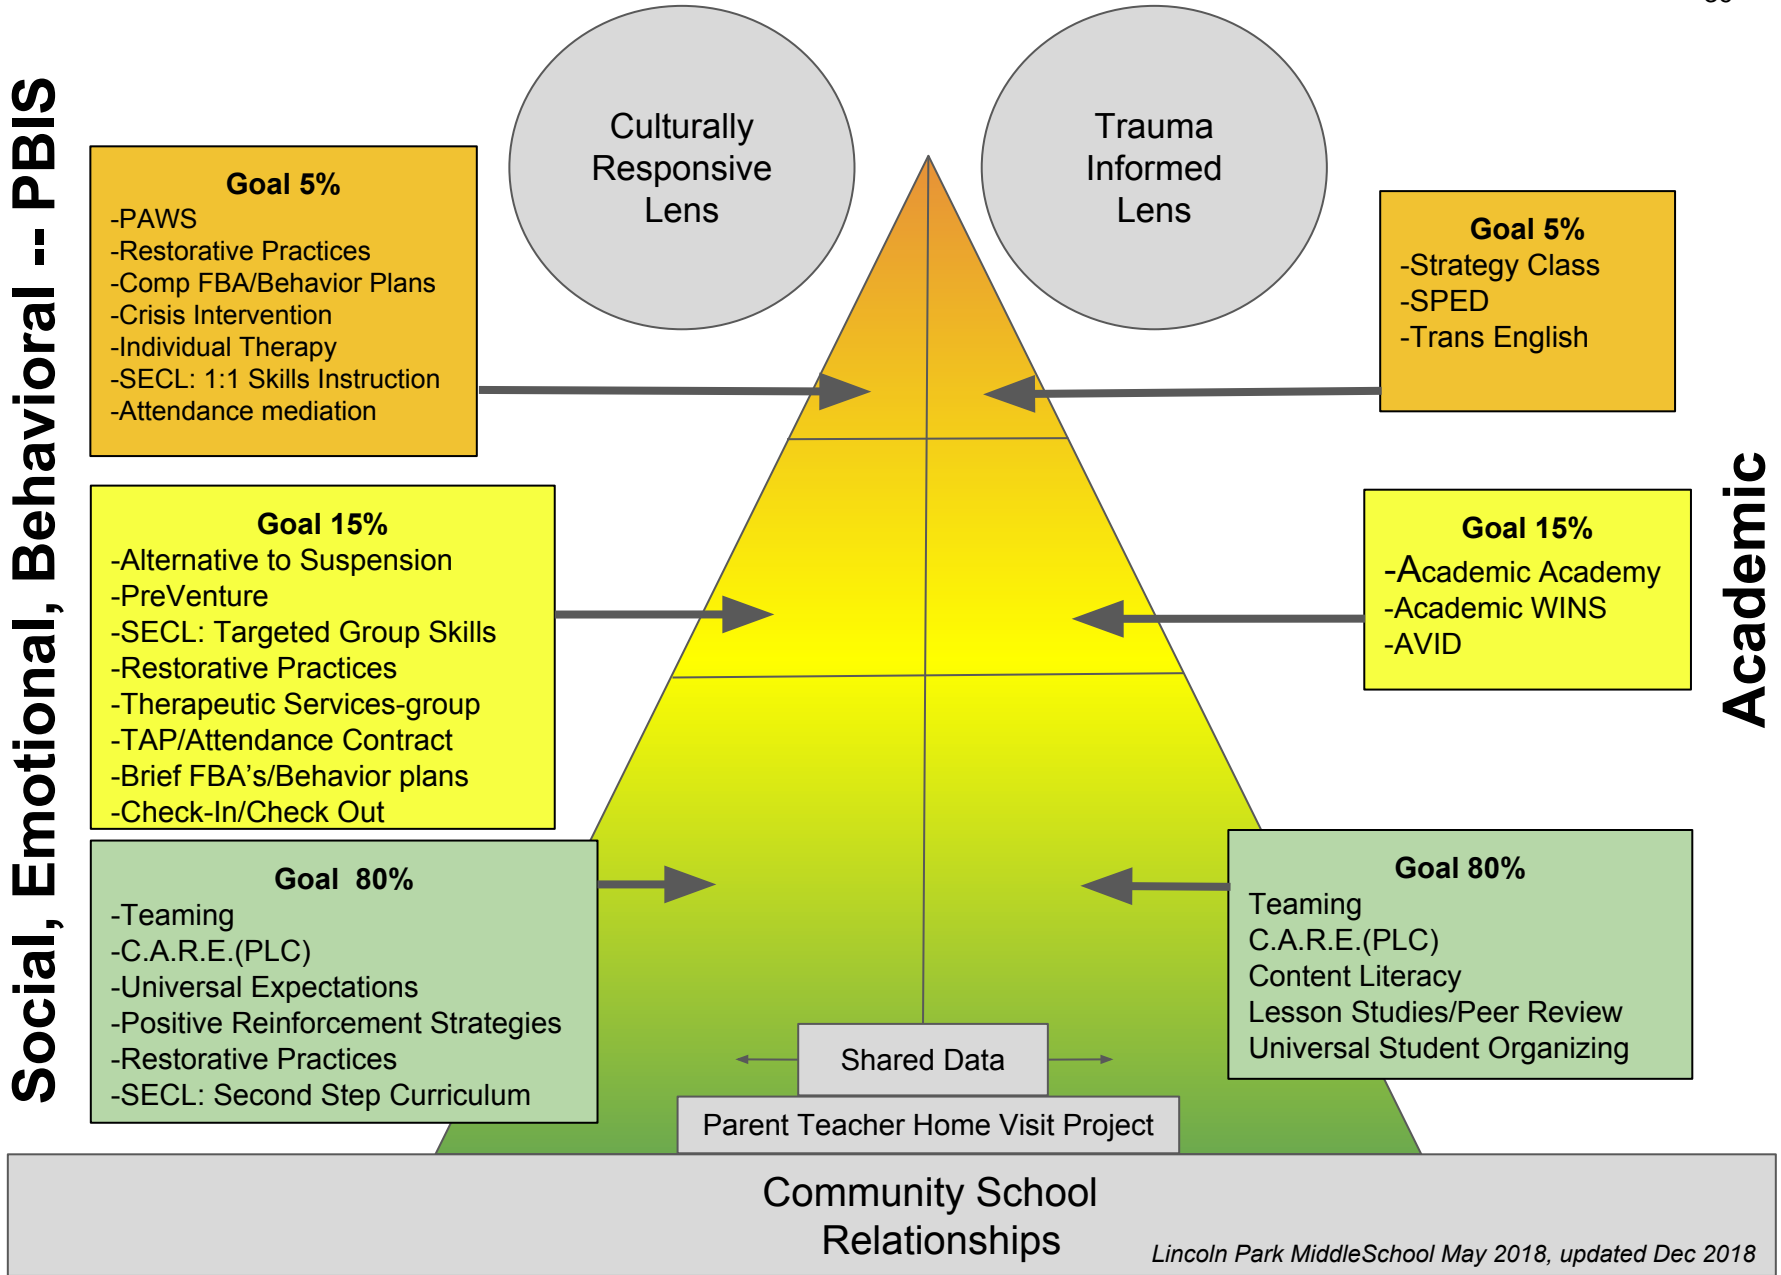 Social, Emotional, Behavioral -- PBIS
Culturally
Responsive
Lens
Trauma
Informed
Lens
Goal 5%
-PAWS
-Restorative Practices
-Comp FBA/Behavior Plans
-Crisis Intervention
-Individual Therapy
-SECL: 1:1 Skills Instruction
-Attendance mediation
Goal 5%
-Strategy Class
-SPED
-Trans English
Goal 15%
-Alternative to Suspension
-PreVenture
-SECL: Targeted Group Skills
-Restorative Practices
-Therapeutic Services-group
-TAP/Attendance Contract
-Brief FBA's/Behavior plans
-Check-In/Check Out
Goal 15%
-Academic Academy
-Academic WINS
-AVID
Academic
Goal  80%
-Teaming
-C.A.R.E.(PLC)
-Universal Expectations
-Positive Reinforcement Strategies
-Restorative Practices
-SECL: Second Step Curriculum
Goal 80%
Teaming
C.A.R.E.(PLC)
Content Literacy
Lesson Studies/Peer Review
Universal Student Organizing
Shared Data
Parent Teacher Home Visit Project
Community School
Relationships
Lincoln Park MiddleSchool May 2018, updated Dec 2018